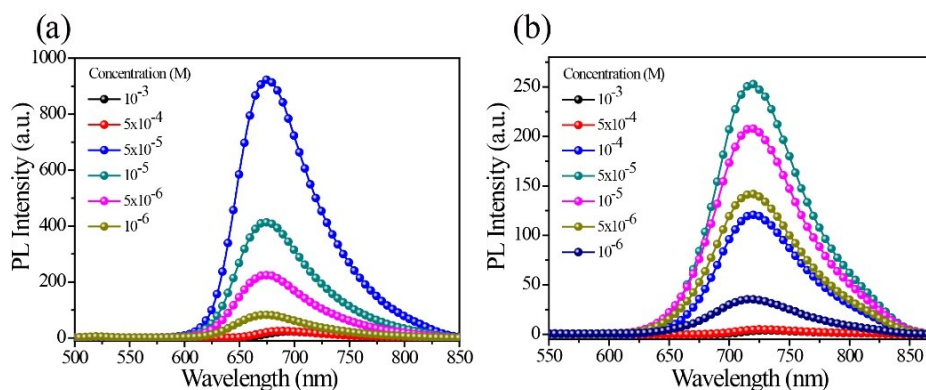 (a)
1000
800
600
400
200
0
PL Intensity (a.u.)
Concentration (M)
10⁻³
5x10⁻⁴
5x10⁻⁵
10⁻⁵
5x10⁻⁶
10⁻⁶
500 550 600 650 700 750 800 850
Wavelength (nm)
(b)
250
200
150
100
50
0
PL Intensity (a.u.)
Concentration (M)
10⁻³
5x10⁻⁴
10⁻⁴
5x10⁻⁵
10⁻⁵
5x10⁻⁶
10⁻⁶
550 600 650 700 750 800 850
Wavelength (nm)